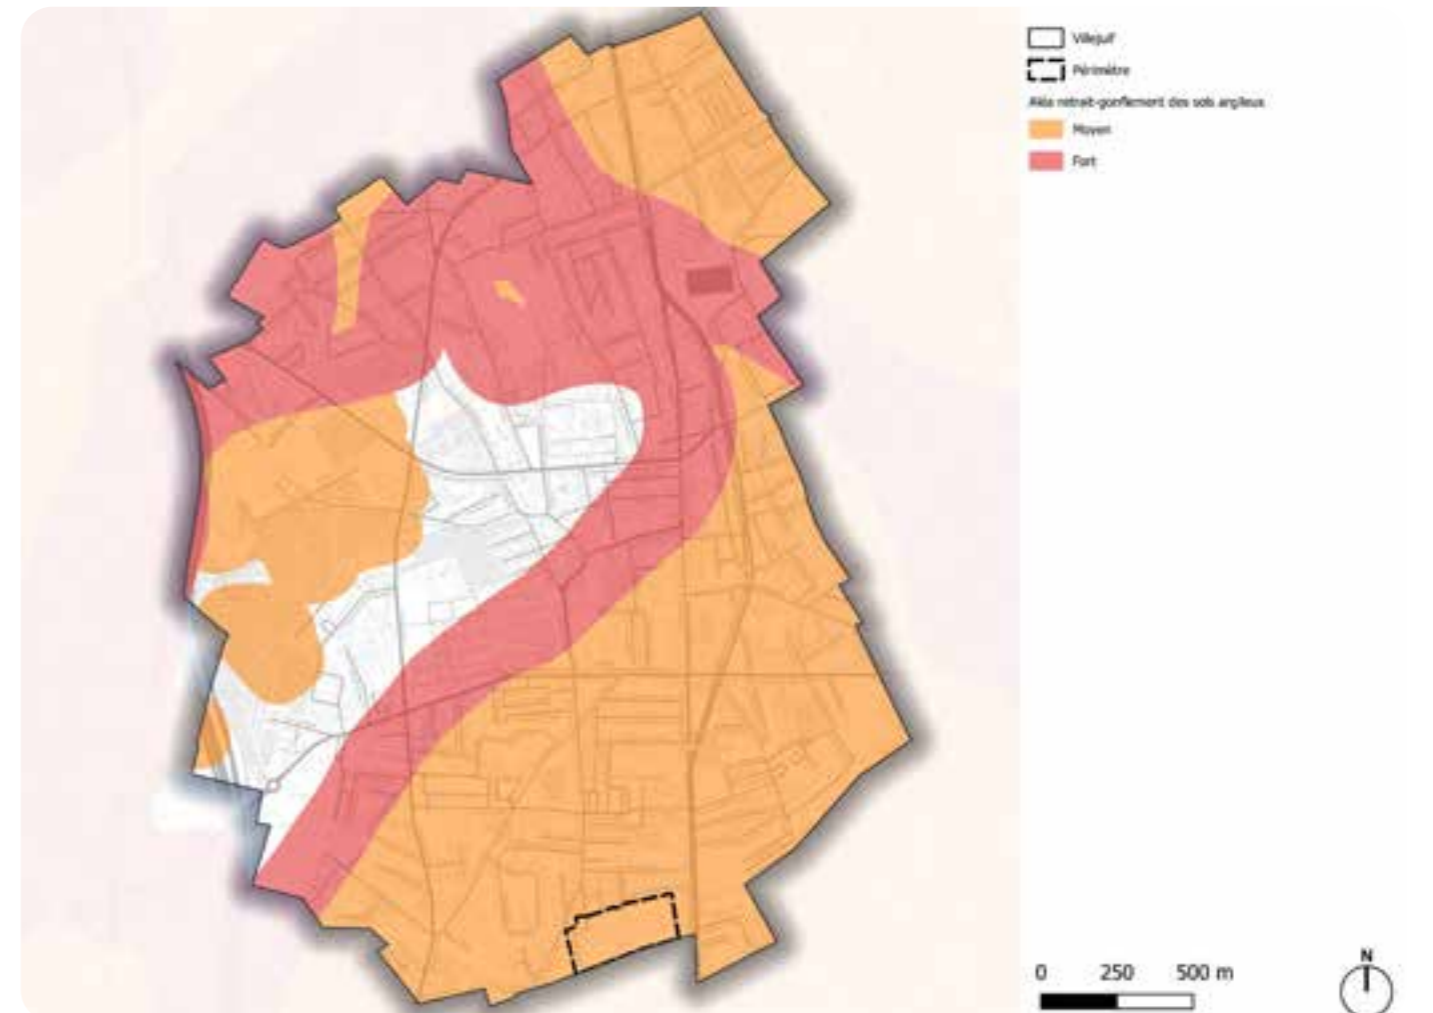 Villejuif
Périmètre
Aléa retrait-gonflement des sols argileux
Moyen
Fort
0 250 500 m
N